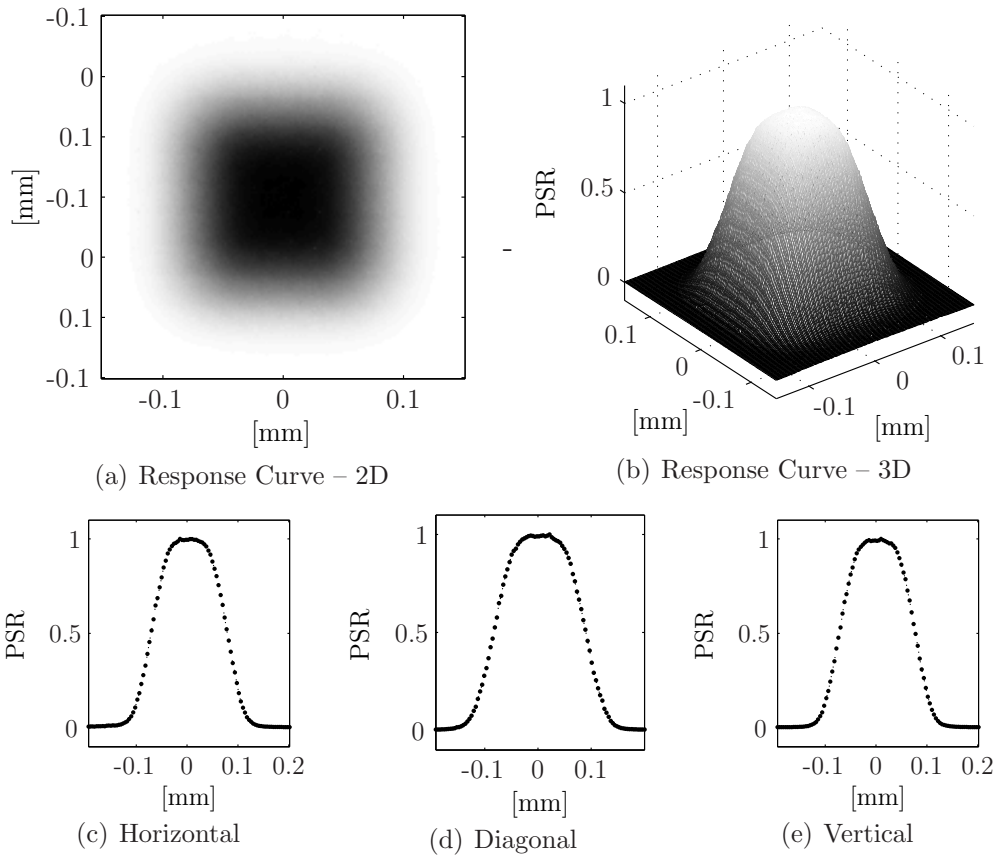 -0.1
0
0.1
-0.1
0
0.1
-0.1
[mm]
-0.1 0 0.1
[mm]
(a) Response Curve – 2D
1
0.5
0
PSR
0.1
0
-0.1
[mm]
-0.1
0
0.1
[mm]
(b) Response Curve – 3D
1
0.5
0
PSR
-0.1 0 0.1 0.2
[mm]
(c) Horizontal
1
0.5
0
PSR
-0.1 0 0.1
[mm]
(d) Diagonal
1
0.5
0
PSR
-0.1 0 0.1 0.2
[mm]
(e) Vertical